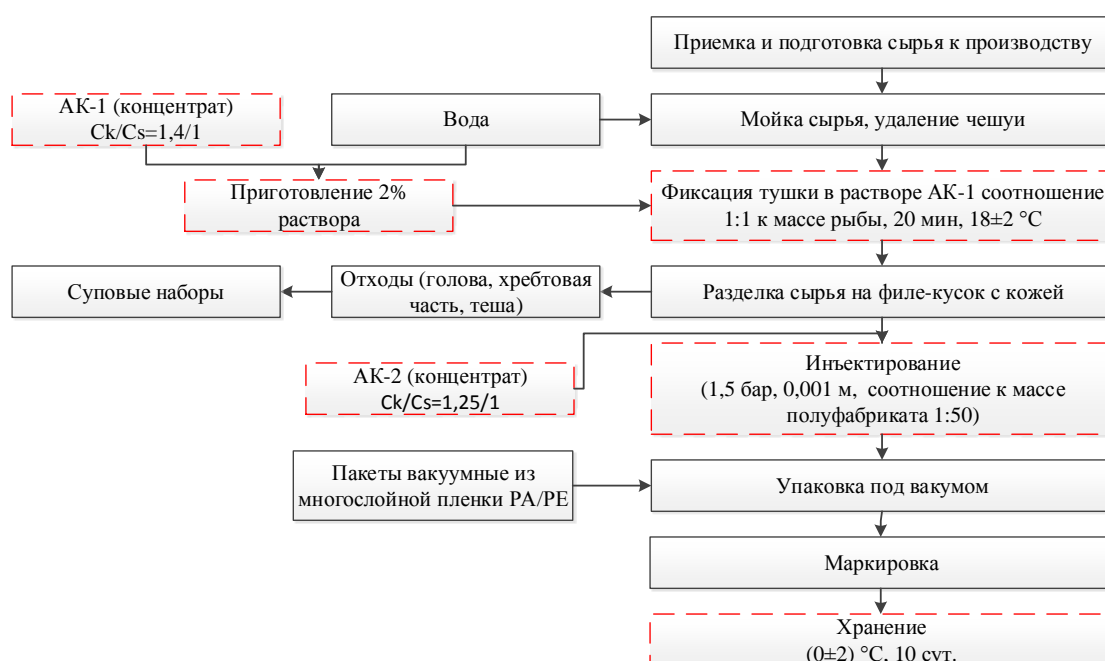 Приемка и подготовка сырья к производству
АК-1 (концентрат)
Ck/Cs=1,4/1
Вода
Мойка сырья, удаление чешуи
Приготовление 2%
раствора
Фиксация тушки в растворе АК-1 соотношение
1:1 к массе рыбы, 20 мин, 18±2 °С
Суповые наборы
Отходы (голова, хребтовая
часть, теша)
Разделка сырья на филе-кусок с кожей
АК-2 (концентрат)
Ck/Cs=1,25/1
Инъектирование
(1,5 бар, 0,001 м, соотношение к массе
полуфабриката 1:50)
Пакеты вакуумные из
многослойной пленки PA/PE
Упаковка под вакумом
Маркировка
Хранение
(0±2) °С, 10 сут.